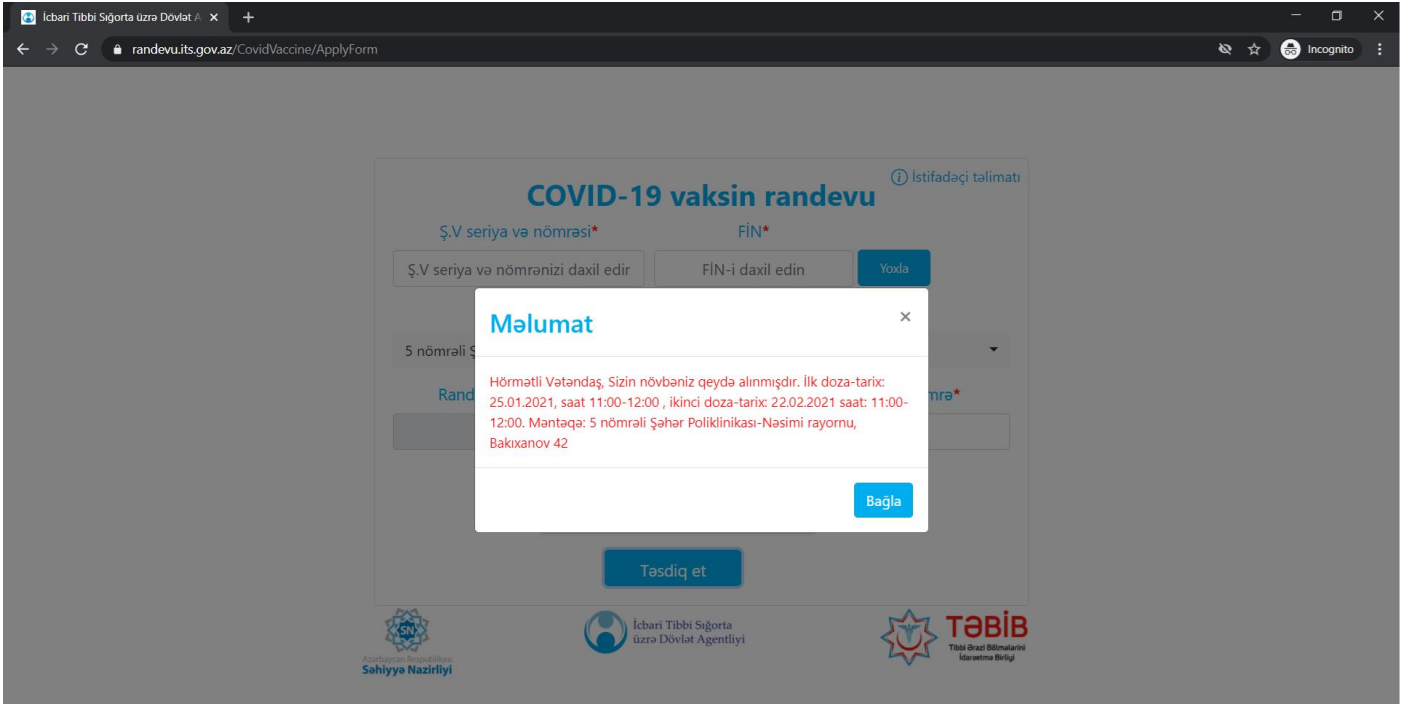 İcbari Tibbi Sığorta üzrə Dövlət A
randevu.its.gov.az/CovidVaccine/ApplyForm
Incognito
İstifadəçi təlimatı
COVID-19 vaksin randevu
Ş.V seriya və nömrəsi* FİN*
Ş.V seriya və nömrənizi daxil edir FİN-i daxil edin Yoxla
Məlumat ×
5 nömrəli Ş
Hörmətli Vətəndaş, Sizin növbəniz qeydə alınmışdır. İlk doza-tarix:
25.01.2021, saat 11:00-12:00 , ikinci doza-tarix: 22.02.2021 saat: 11:00-
12:00. Məntəqə: 5 nömrəli Şəhər Poliklinikası-Nəsimi rayornu,
Bakıxanov 42
Rand
mrə*
Bağla
Təsdiq et
SN
Azərbaycan Respublikası
Səhiyyə Nazirliyi
İcbari Tibbi Sığorta
üzrə Dövlət Agentliyi
TƏBİB
Tibbi Ərazi Bölmələrini
İdarəetmə Birliyi